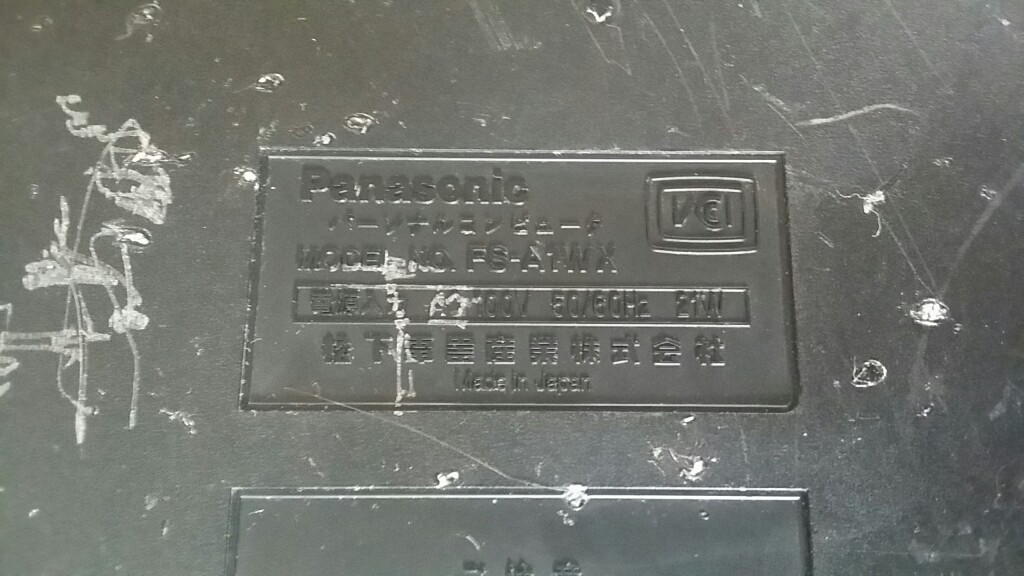 Panasonic
パーソナルコンピュータ
VCCI
MODEL NO. FS-A1WX
電源入力 AC100V 50/60Hz 21W
松下電器産業株式会社
Made in Japan